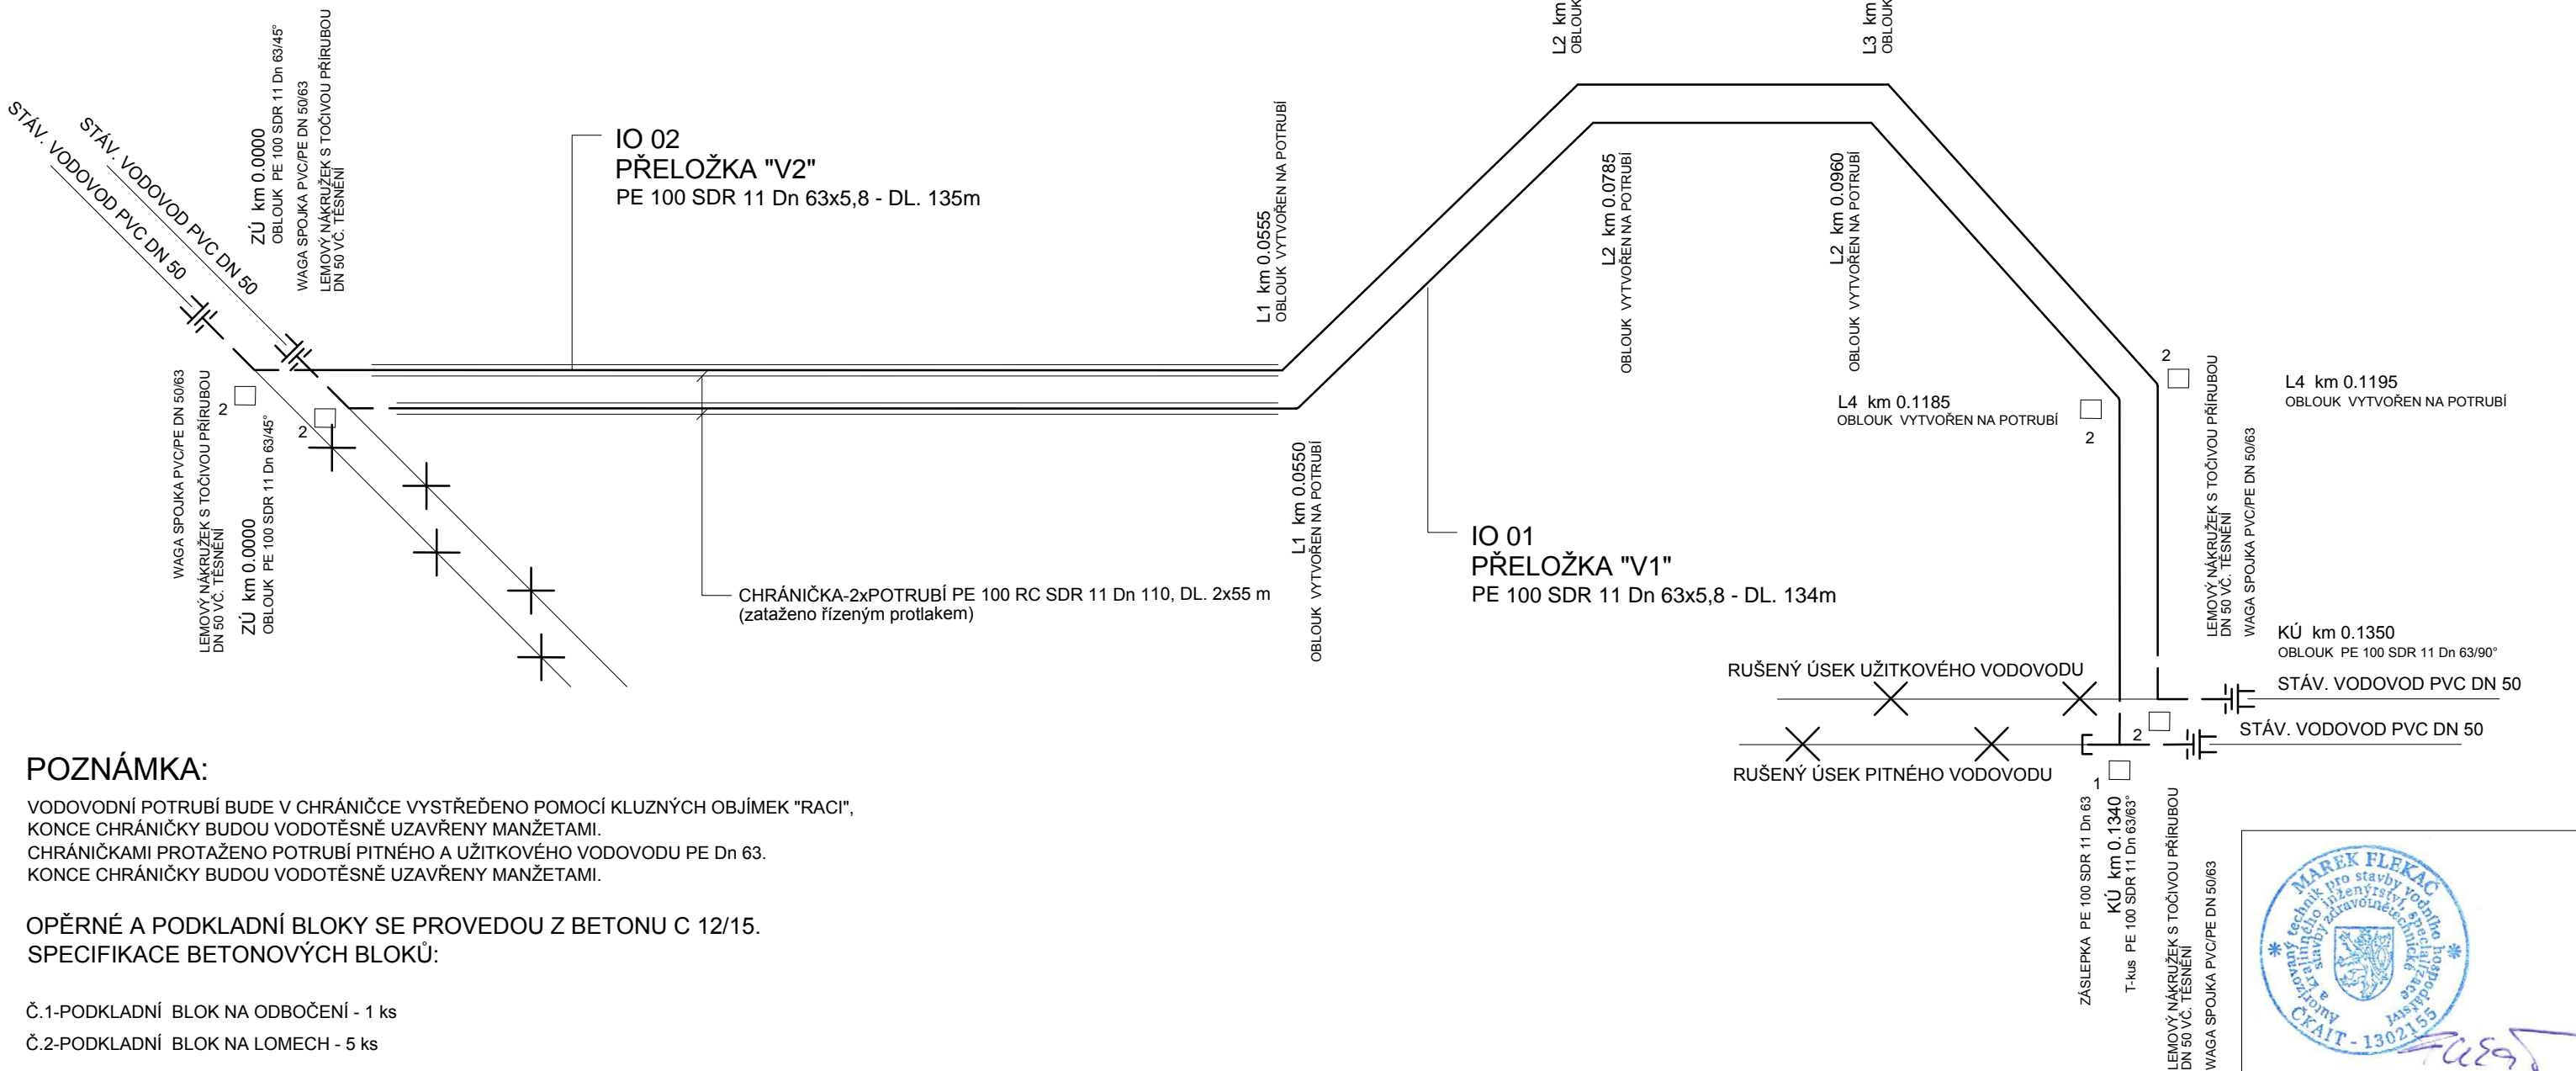 STÁV. VODOVOD PVC DN 50
STÁV. VODOVOD PVC DN 50
ZÚ km 0.0000
OBLOUK PE 100 SDR 11 Dn 63/45°
WAGA SPOJKA PVC/PE DN 50/63
LEMOVÝ NÁKRUŽEK S TOČIVOU PŘÍRUBOU
DN 50 VČ. TĚSNĚNÍ
IO 02
PŘELOŽKA "V2"
PE 100 SDR 11 Dn 63x5,8 - DL. 135m
L1 km 0.0555
OBLOUK VYTVOŘEN NA POTRUBÍ
L2 km
OBLOUK
L3 km
OBLOUK
L2 km 0.0785
OBLOUK VYTVOŘEN NA POTRUBÍ
L2 km 0.0960
OBLOUK VYTVOŘEN NA POTRUBÍ
L4 km 0.1185
OBLOUK VYTVOŘEN NA POTRUBÍ
2
2
L4 km 0.1195
OBLOUK VYTVOŘEN NA POTRUBÍ
LEMOVÝ NÁKRUŽEK S TOČIVOU PŘÍRUBOU
DN 50 VČ. TĚSNĚNÍ
WAGA SPOJKA PVC/PE DN 50/63
WAGA SPOJKA PVC/PE DN 50/63
LEMOVÝ NÁKRUŽEK S TOČIVOU PŘÍRUBOU
DN 50 VČ. TĚSNĚNÍ
ZÚ km 0.0000
OBLOUK PE 100 SDR 11 Dn 63/45°
2
2
L1 km 0.0550
OBLOUK VYTVOŘEN NA POTRUBÍ
IO 01
PŘELOŽKA "V1"
PE 100 SDR 11 Dn 63x5,8 - DL. 134m
CHRÁNIČKA-2xPOTRUBÍ PE 100 RC SDR 11 Dn 110, DL. 2x55 m
(zataženo řízeným protlakem)
KÚ km 0.1350
OBLOUK PE 100 SDR 11 Dn 63/90°
STÁV. VODOVOD PVC DN 50
STÁV. VODOVOD PVC DN 50
RUŠENÝ ÚSEK UŽITKOVÉHO VODOVODU
RUŠENÝ ÚSEK PITNÉHO VODOVODU
2
1
ZÁSLEPKA PE 100 SDR 11 Dn 63
KÚ km 0.1340
T-kus PE 100 SDR 11 Dn 63/63°
LEMOVÝ NÁKRUŽEK S TOČIVOU PŘÍRUBOU
DN 50 VČ. TĚSNĚNÍ
WAGA SPOJKA PVC/PE DN 50/63
POZNÁMKA:
VODOVODNÍ POTRUBÍ BUDE V CHRÁNIČCE VYSTŘEĎENO POMOCÍ KLUZNÝCH OBJÍMEK "RACI",
KONCE CHRÁNIČKY BUDOU VODOTĚSNĚ UZAVŘENY MANŽETAMI.
CHRÁNIČKAMI PROTAŽENO POTRUBÍ PITNÉHO A UŽITKOVÉHO VODOVODU PE Dn 63.
KONCE CHRÁNIČKY BUDOU VODOTĚSNĚ UZAVŘENY MANŽETAMI.
OPĚRNÉ A PODKLADNÍ BLOKY SE PROVEDOU Z BETONU C 12/15.
SPECIFIKACE BETONOVÝCH BLOKŮ:
Č.1-PODKLADNÍ BLOK NA ODBOČENÍ - 1 ks
Č.2-PODKLADNÍ BLOK NA LOMECH - 5 ks
MAREK FLEKAČ
Autorizovaný technik pro stavby vodního hospodářství
a krajinného inženýrství, specializace
stavby zdravotnětechnické
ČKAIT - 1302155